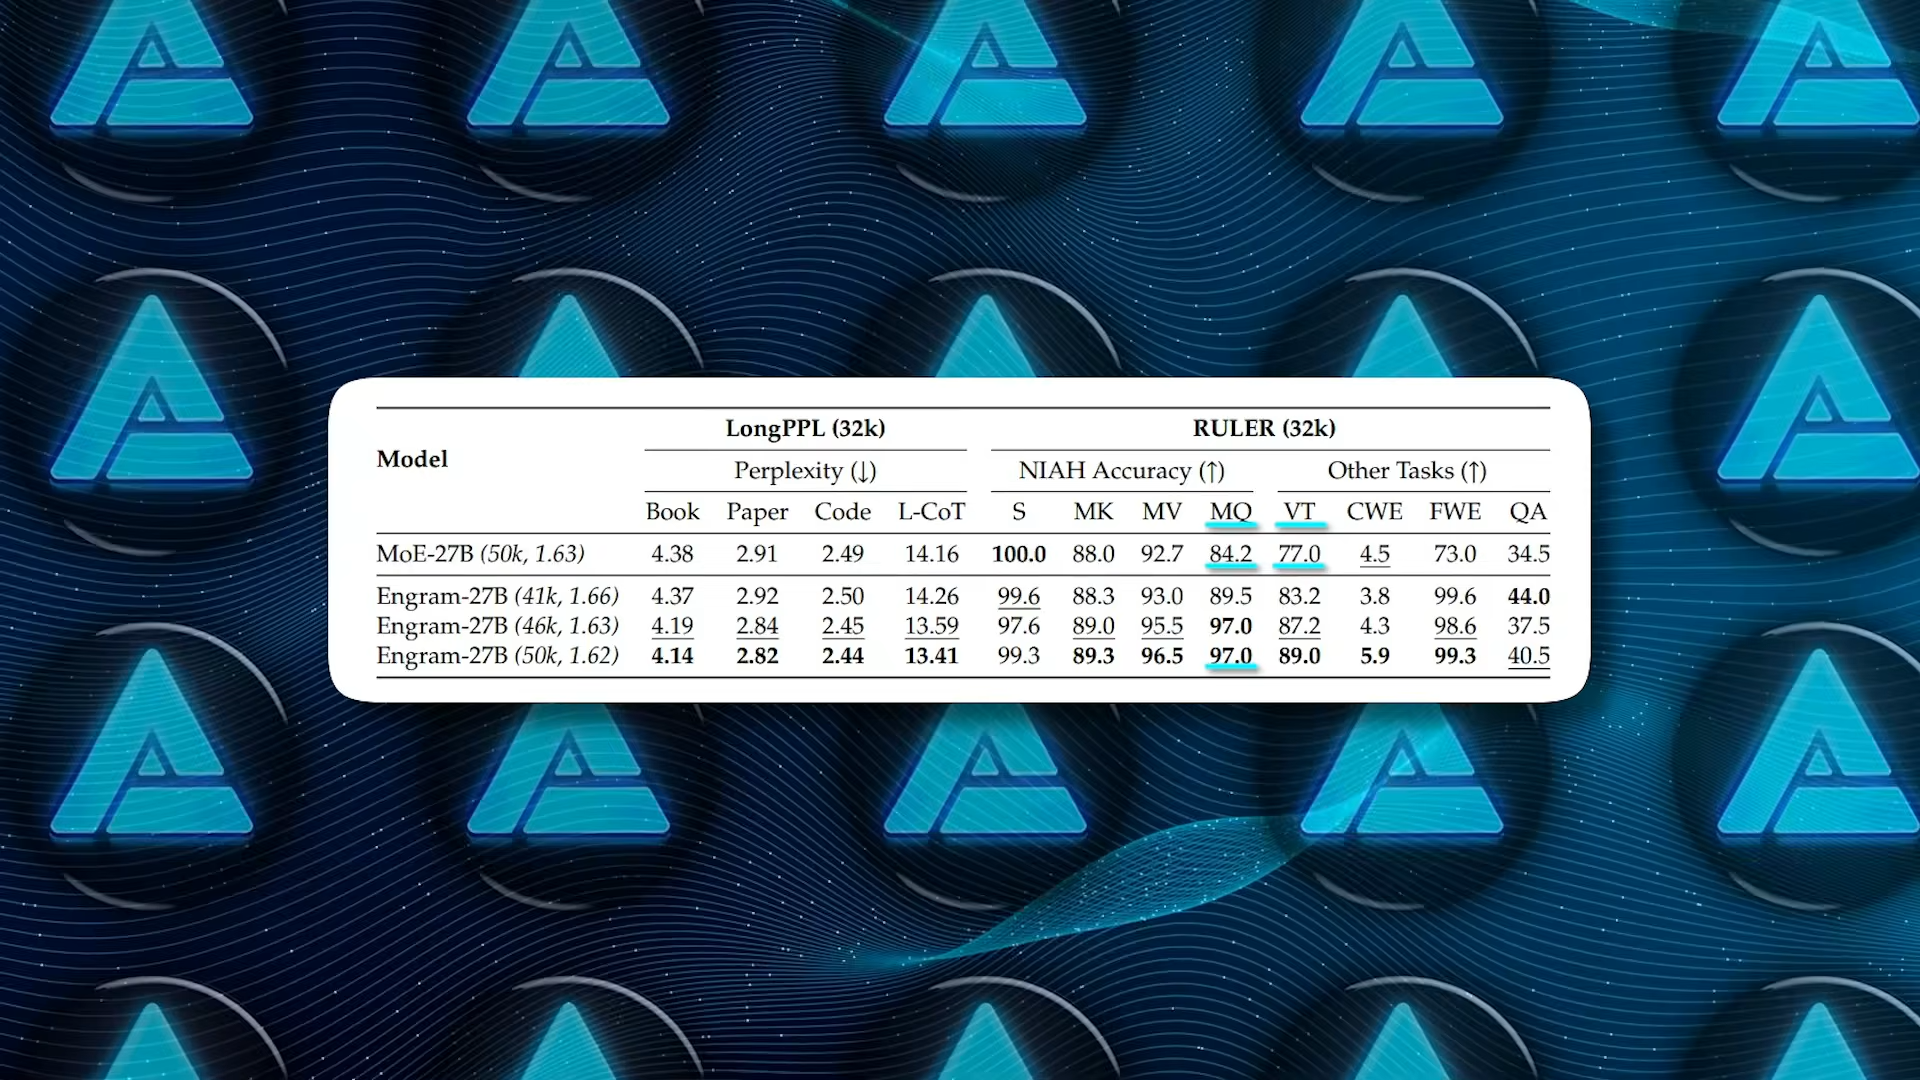 LongPPL (32k) RULER (32k)
Model
Perplexity (↓) NIAH Accuracy (↑) Other Tasks (↑)
Book Paper Code L-CoT S MK MV MQ VT CWE FWE QA
MoE-27B (50k, 1.63) 4.38 2.91 2.49 14.16 100.0 88.0 92.7 84.2 77.0 4.5 73.0 34.5
Engram-27B (41k, 1.66) 4.37 2.92 2.50 14.26 99.6 88.3 93.0 89.5 83.2 3.8 99.6 44.0
Engram-27B (46k, 1.63) 4.19 2.84 2.45 13.59 97.6 89.0 95.5 97.0 87.2 4.3 98.6 37.5
Engram-27B (50k, 1.62) 4.14 2.82 2.44 13.41 99.3 89.3 96.5 97.0 89.0 5.9 99.3 40.5